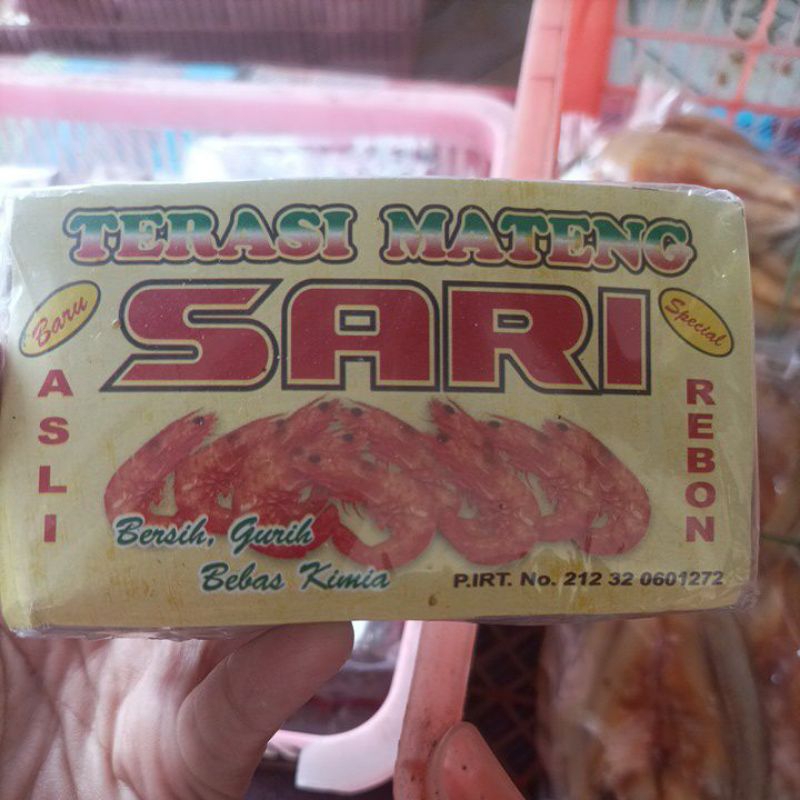 TERASI MATENG
Baru
SARI
Special
ASLI
REBON
Bersih, Gurih
Bebas Kimia
P.IRT. No. 212 32 0601272